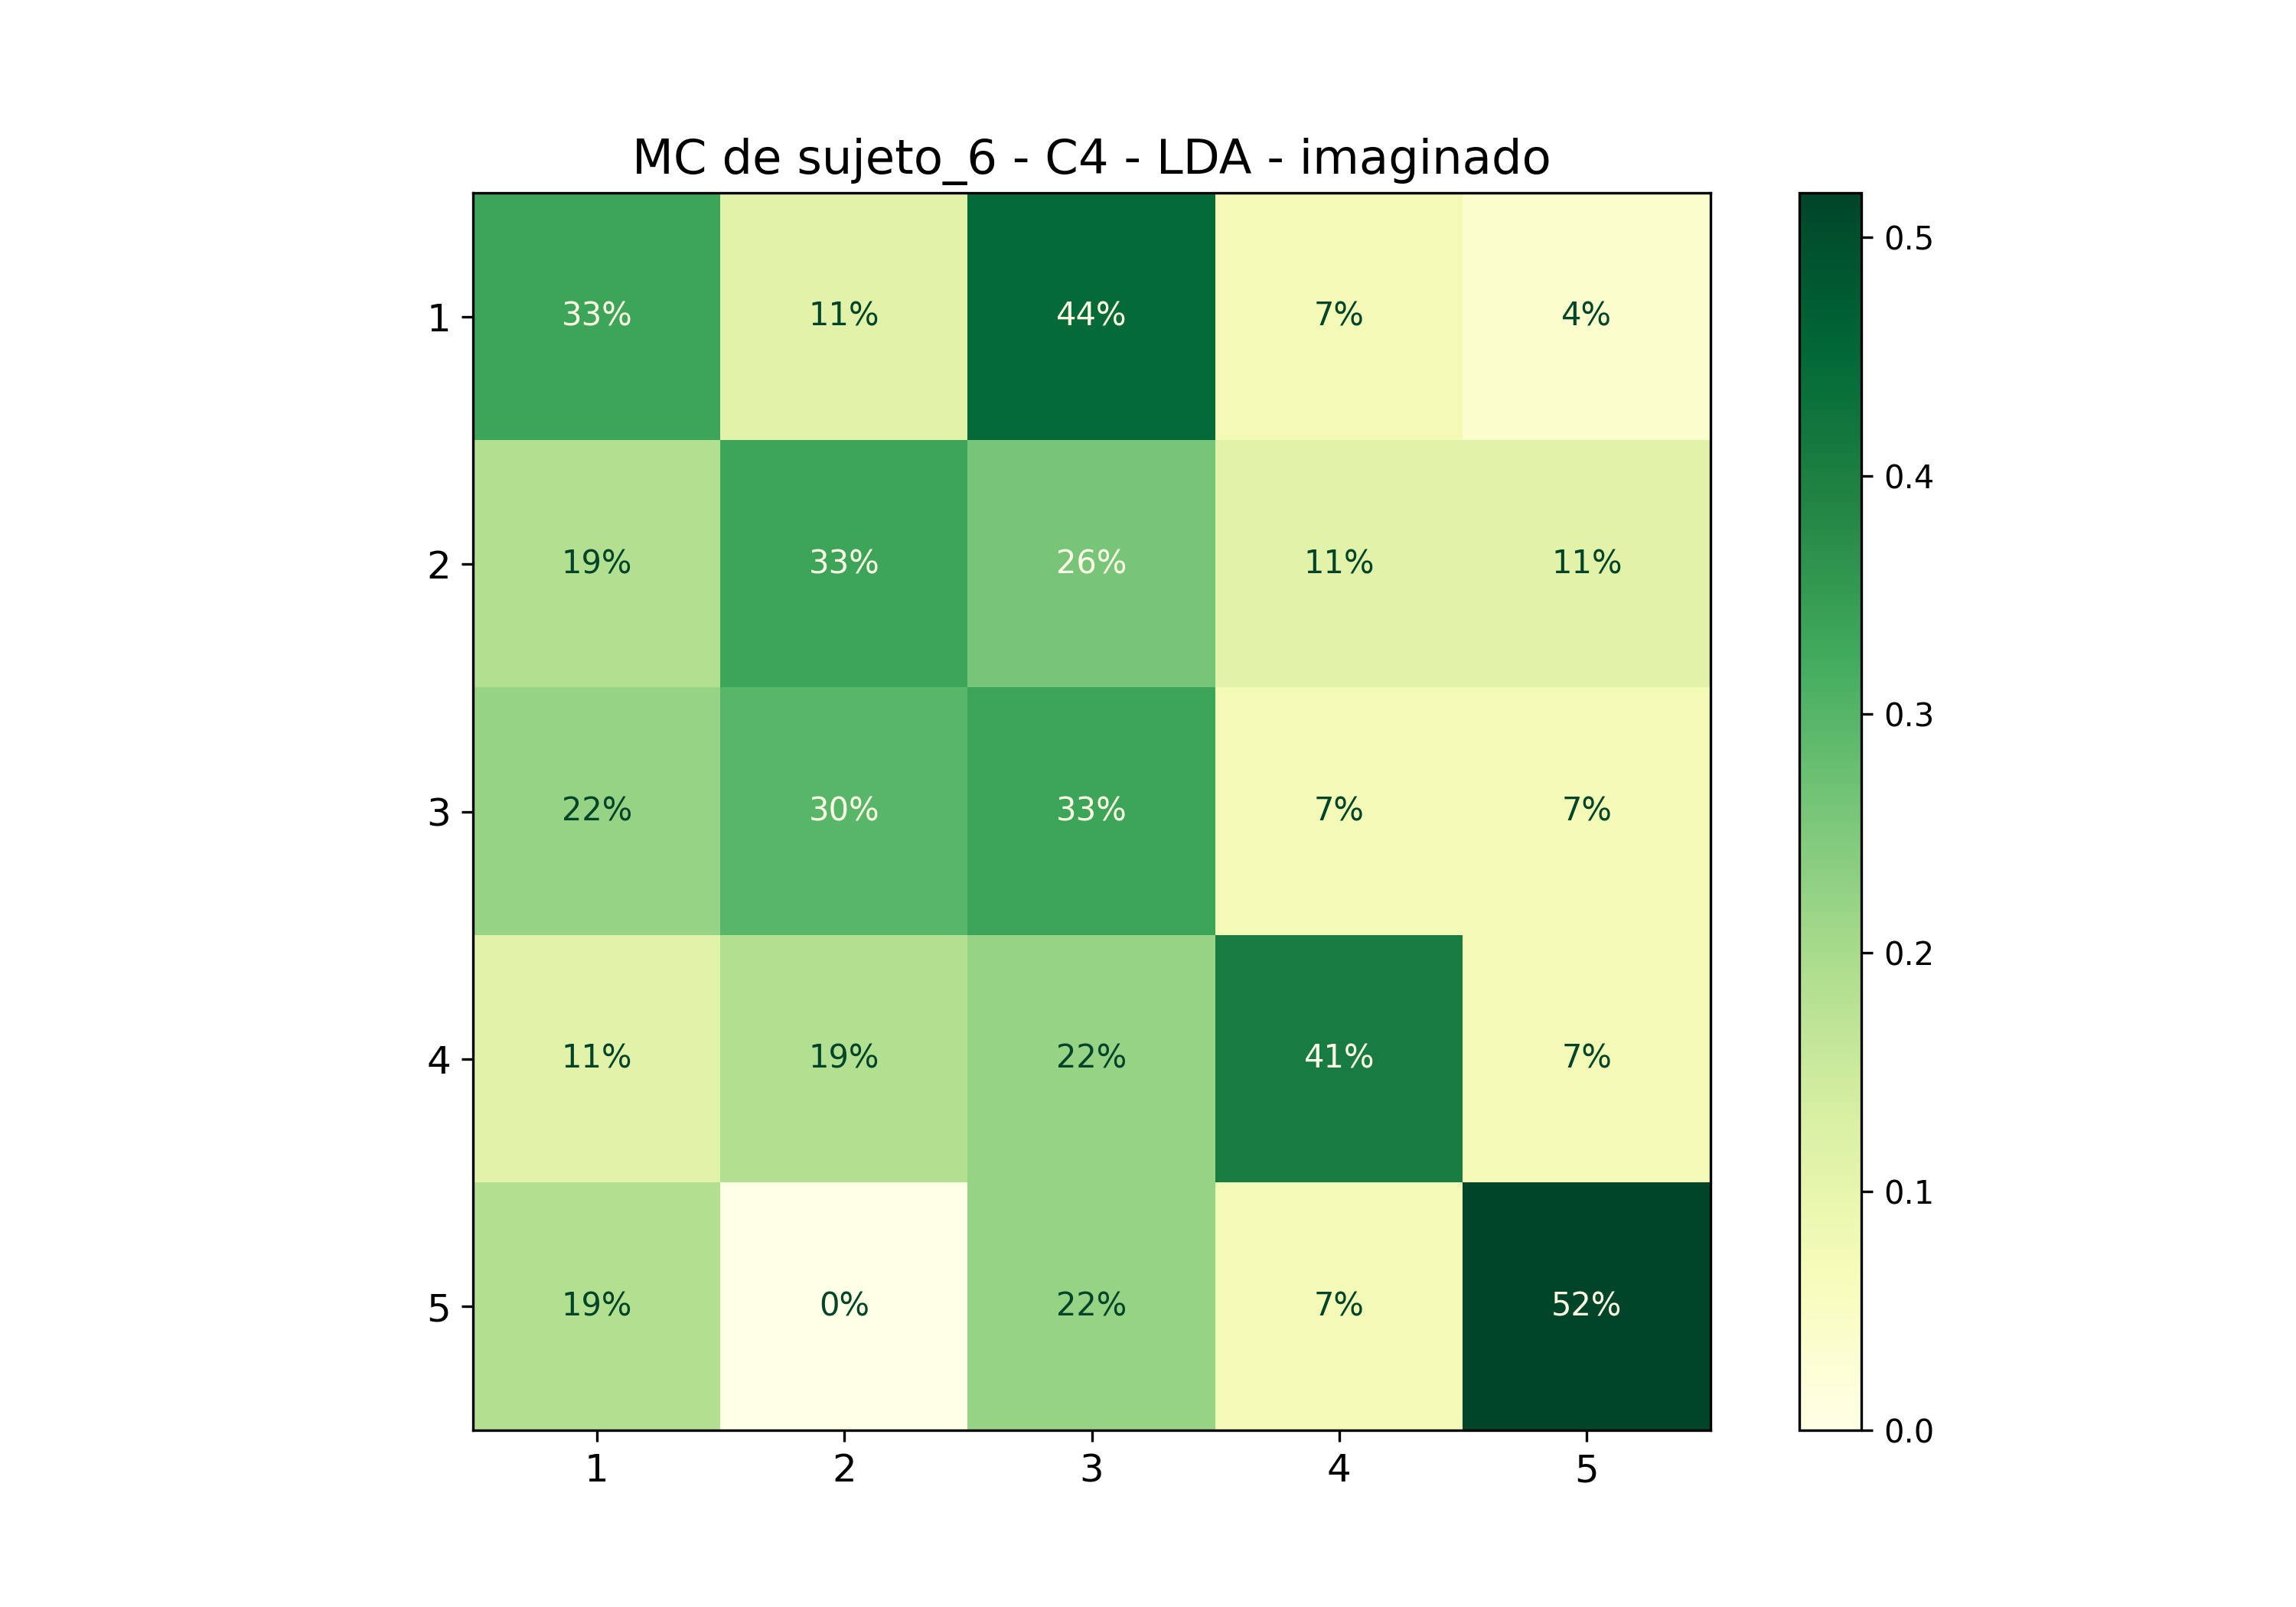 MC de sujeto_6 - C4 - LDA - imaginado
1 33% 11% 44% 7% 4%
2 19% 33% 26% 11% 11%
3 22% 30% 33% 7% 7%
4 11% 19% 22% 41% 7%
5 19% 0% 22% 7% 52%
1 2 3 4 5
0.5
0.4
0.3
0.2
0.1
0.0